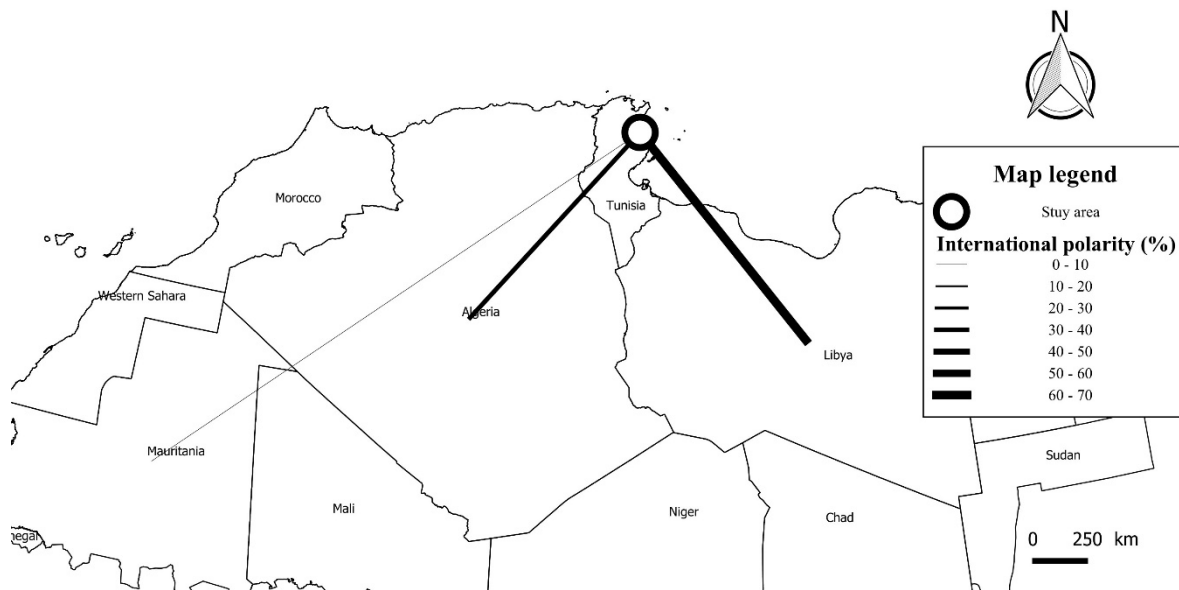 N
Map legend
Stuy area
International polarity (%)
0 - 10
10 - 20
20 - 30
30 - 40
40 - 50
50 - 60
60 - 70
Morocco
Tunisia
Western Sahara
Algeria
Libya
Mauritania
Mali
Niger
Chad
Sudan
negal
0 250 km